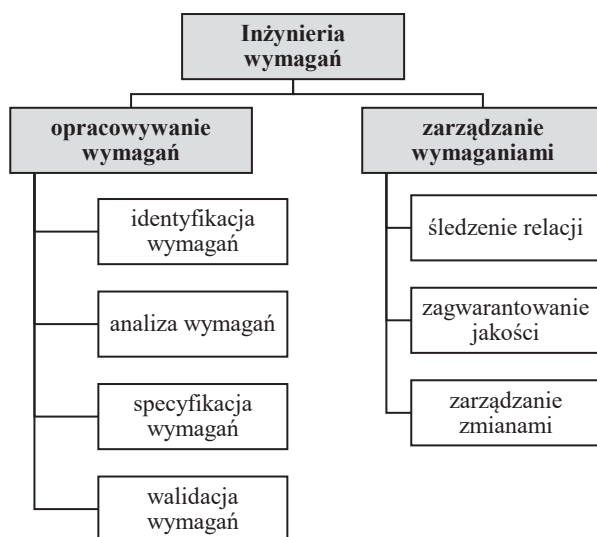 Inżynieria
wymagań
opracowywanie
wymagań
zarządzanie
wymaganiami
identyfikacja
wymagań
analiza wymagań
specyfikacja
wymagań
walidacja
wymagań
śledzenie relacji
zagwarantowanie
jakości
zarządzanie
zmianami